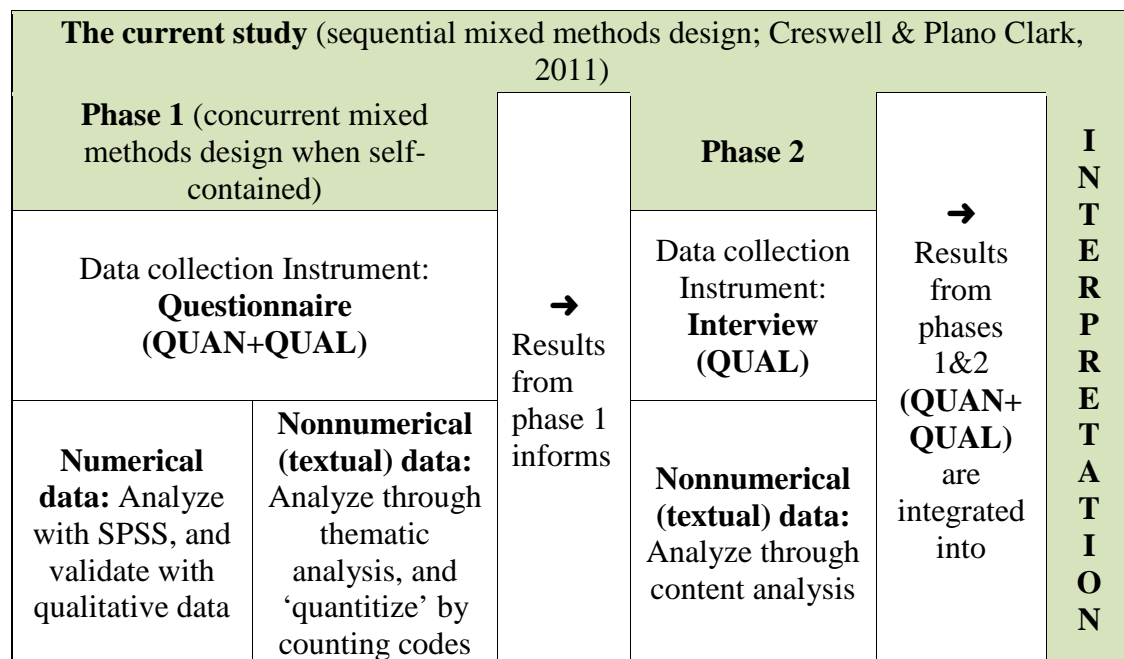 The current study (sequential mixed methods design; Creswell & Plano Clark,
2011)
Phase 1 (concurrent mixed
methods design when self-
contained)
Data collection Instrument:
Questionnaire
(QUAN+QUAL)
Numerical
data: Analyze
with SPSS, and
validate with
qualitative data
Nonnumerical
(textual) data:
Analyze through
thematic
analysis, and
‘quantitize’ by
counting codes
➜
Results
from
phase 1
informs
Phase 2
Data collection
Instrument:
Interview
(QUAL)
Nonnumerical
(textual) data:
Analyze through
content analysis
➜
Results
from
phases
1&2
(QUAN+
QUAL)
are
integrated
into
I
N
T
E
R
P
R
E
T
A
T
I
O
N